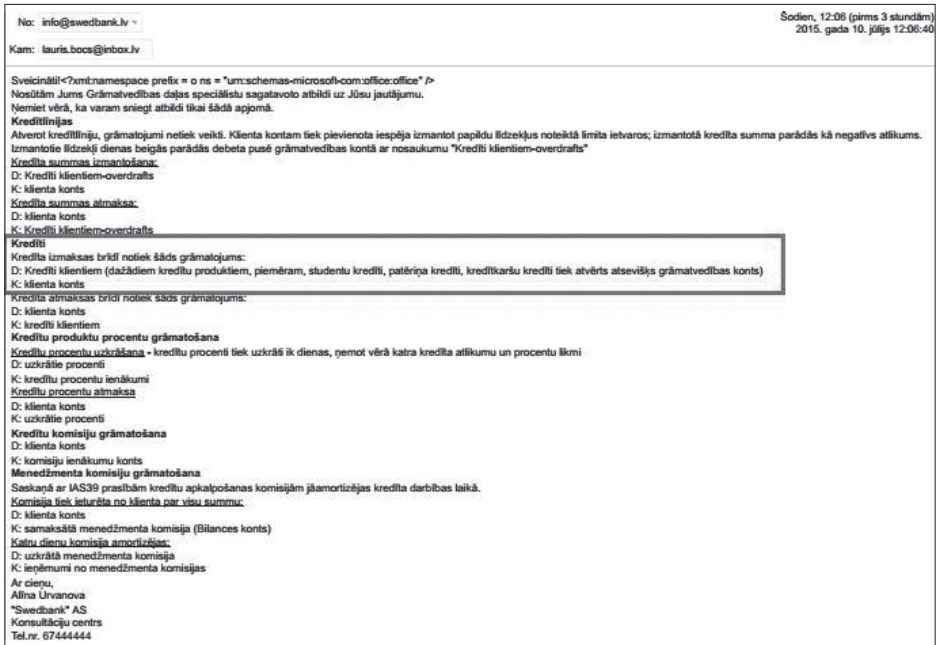 No: info@swedbank.lv
Šodien, 12:06 (pirms 3 stundām)
2015. gada 10. jūlijs 12:06:40
Kam: lauris.bocs@inbox.lv
Sveicināti!<?xml:namespace prefix = o ns = "urn:schemas-microsoft-com:office:office" />
Nosūtām Jums Grāmatvedības daļas speciālistu sagatavoto atbildi uz Jūsu jautājumu.
Ņemiet vērā, ka varam sniegt atbildi tikai šādā apjomā.
Kredītlīnijas
Atverot kredītlīniju, grāmatojumi netiek veikti. Klienta kontam tiek pievienota iespēja izmantot papildu līdzekļus noteiktā limita ietvaros; izmantotā kredīta summa parādās kā negatīvs atlikums.
Izmantotie līdzekļi dienas beigās parādās debeta pusē grāmatvedības kontā ar nosaukumu "Kredīti klientiem-overdrafts"
Kredīta summas izmantošana:
D: Kredīti klientiem-overdrafts
K: klienta konts
Kredīta summas atmaksa:
D: klienta konts
K: Kredīti klientiem-overdrafts
Kredīti
Kredīta izmaksas brīdī notiek šāds grāmatojums:
D: Kredīti klientiem (dažādiem kredītu produktiem, piemēram, studentu kredīti, patēriņa kredīti, kredītkaršu kredīti tiek atvērts atsevišķs grāmatvedības konts)
K: klienta konts
Kredīta atmaksas brīdī notiek šāds grāmatojums:
D: klienta konts
K: kredīti klientiem
Kredītu produktu procentu grāmatošana
Kredītu procentu uzkrāšana - kredītu procenti tiek uzkrāti ik dienas, ņemot vērā katra kredīta atlikumu un procentu likmi
D: uzkrātie procenti
K: kredītu procentu ienākumi
Kredītu procentu atmaksa
D: klienta konts
K: uzkrātie procenti
Kredītu komisiju grāmatošana
D: klienta konts
K: komisiju ienākumu konts
Menedžmenta komisiju grāmatošana
Saskaņā ar IAS39 prasībām kredītu apkalpošanas komisijām jāamortizējas kredīta darbības laikā.
Komisija tiek ieturēta no klienta par visu summu:
D: klienta konts
K: samaksātā menedžmenta komisija (Bilances konts)
Katru dienu komisija amortizējas:
D: uzkrātā menedžmenta komisija
K: ieņēmumi no menedžmenta komisijas
Ar cieņu,
Alīna Urvanova
"Swedbank" AS
Konsultāciju centrs
Tel.nr. 67444444